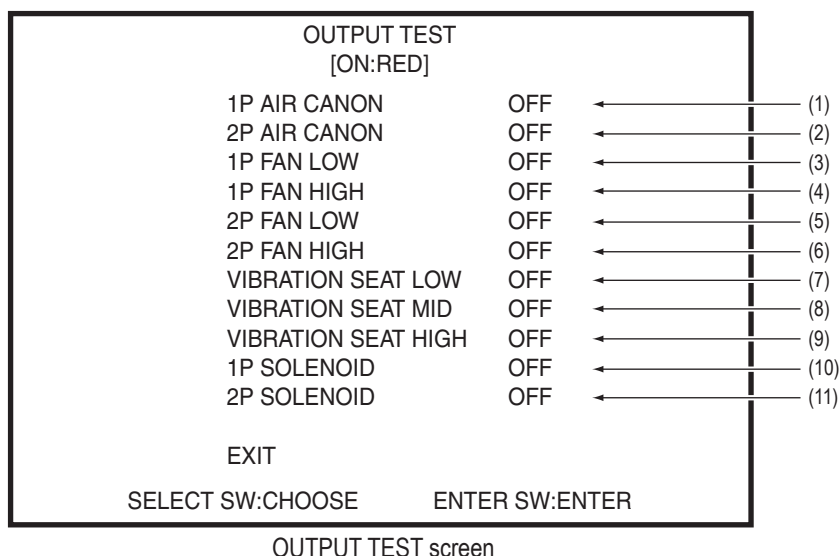 OUTPUT TEST
[ON:RED]
1P AIR CANON OFF (1)
2P AIR CANON OFF (2)
1P FAN LOW OFF (3)
1P FAN HIGH OFF (4)
2P FAN LOW OFF (5)
2P FAN HIGH OFF (6)
VIBRATION SEAT LOW OFF (7)
VIBRATION SEAT MID OFF (8)
VIBRATION SEAT HIGH OFF (9)
1P SOLENOID OFF (10)
2P SOLENOID OFF (11)
EXIT
SELECT SW:CHOOSE ENTER SW:ENTER
OUTPUT TEST screen